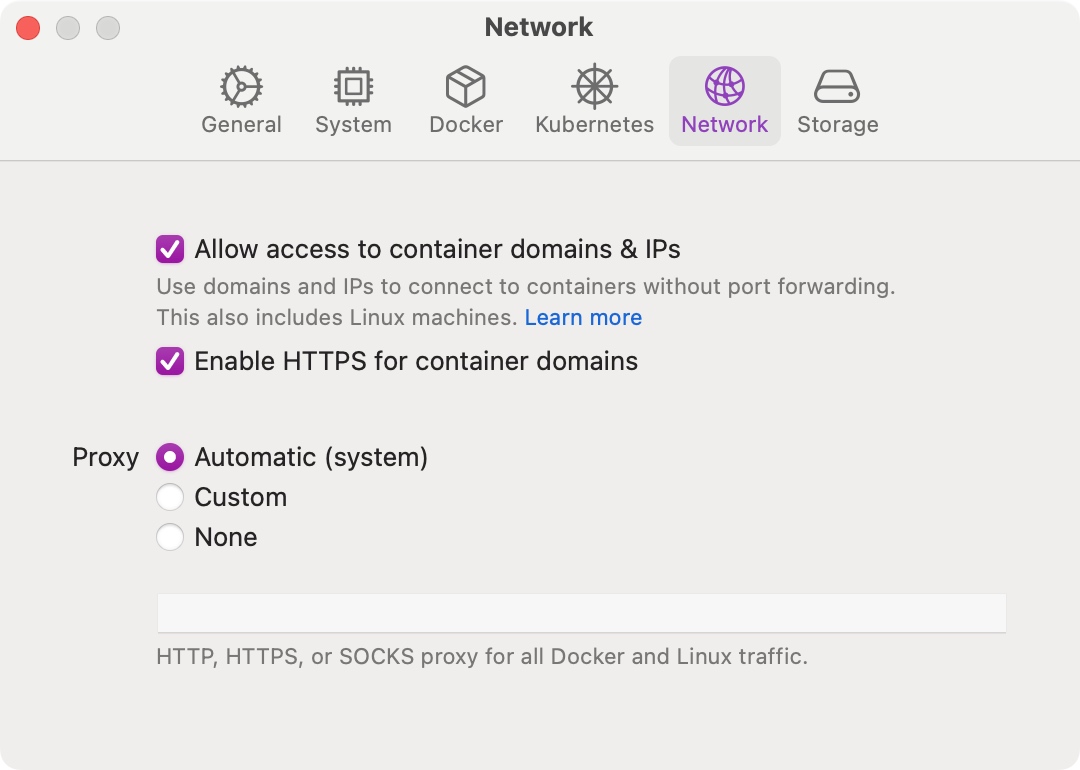 Network
General
System
Docker
Kubernetes
Network
Storage
Allow access to container domains & IPs
Use domains and IPs to connect to containers without port forwarding.
This also includes Linux machines. Learn more
Enable HTTPS for container domains
Proxy
Automatic (system)
Custom
None
HTTP, HTTPS, or SOCKS proxy for all Docker and Linux traffic.